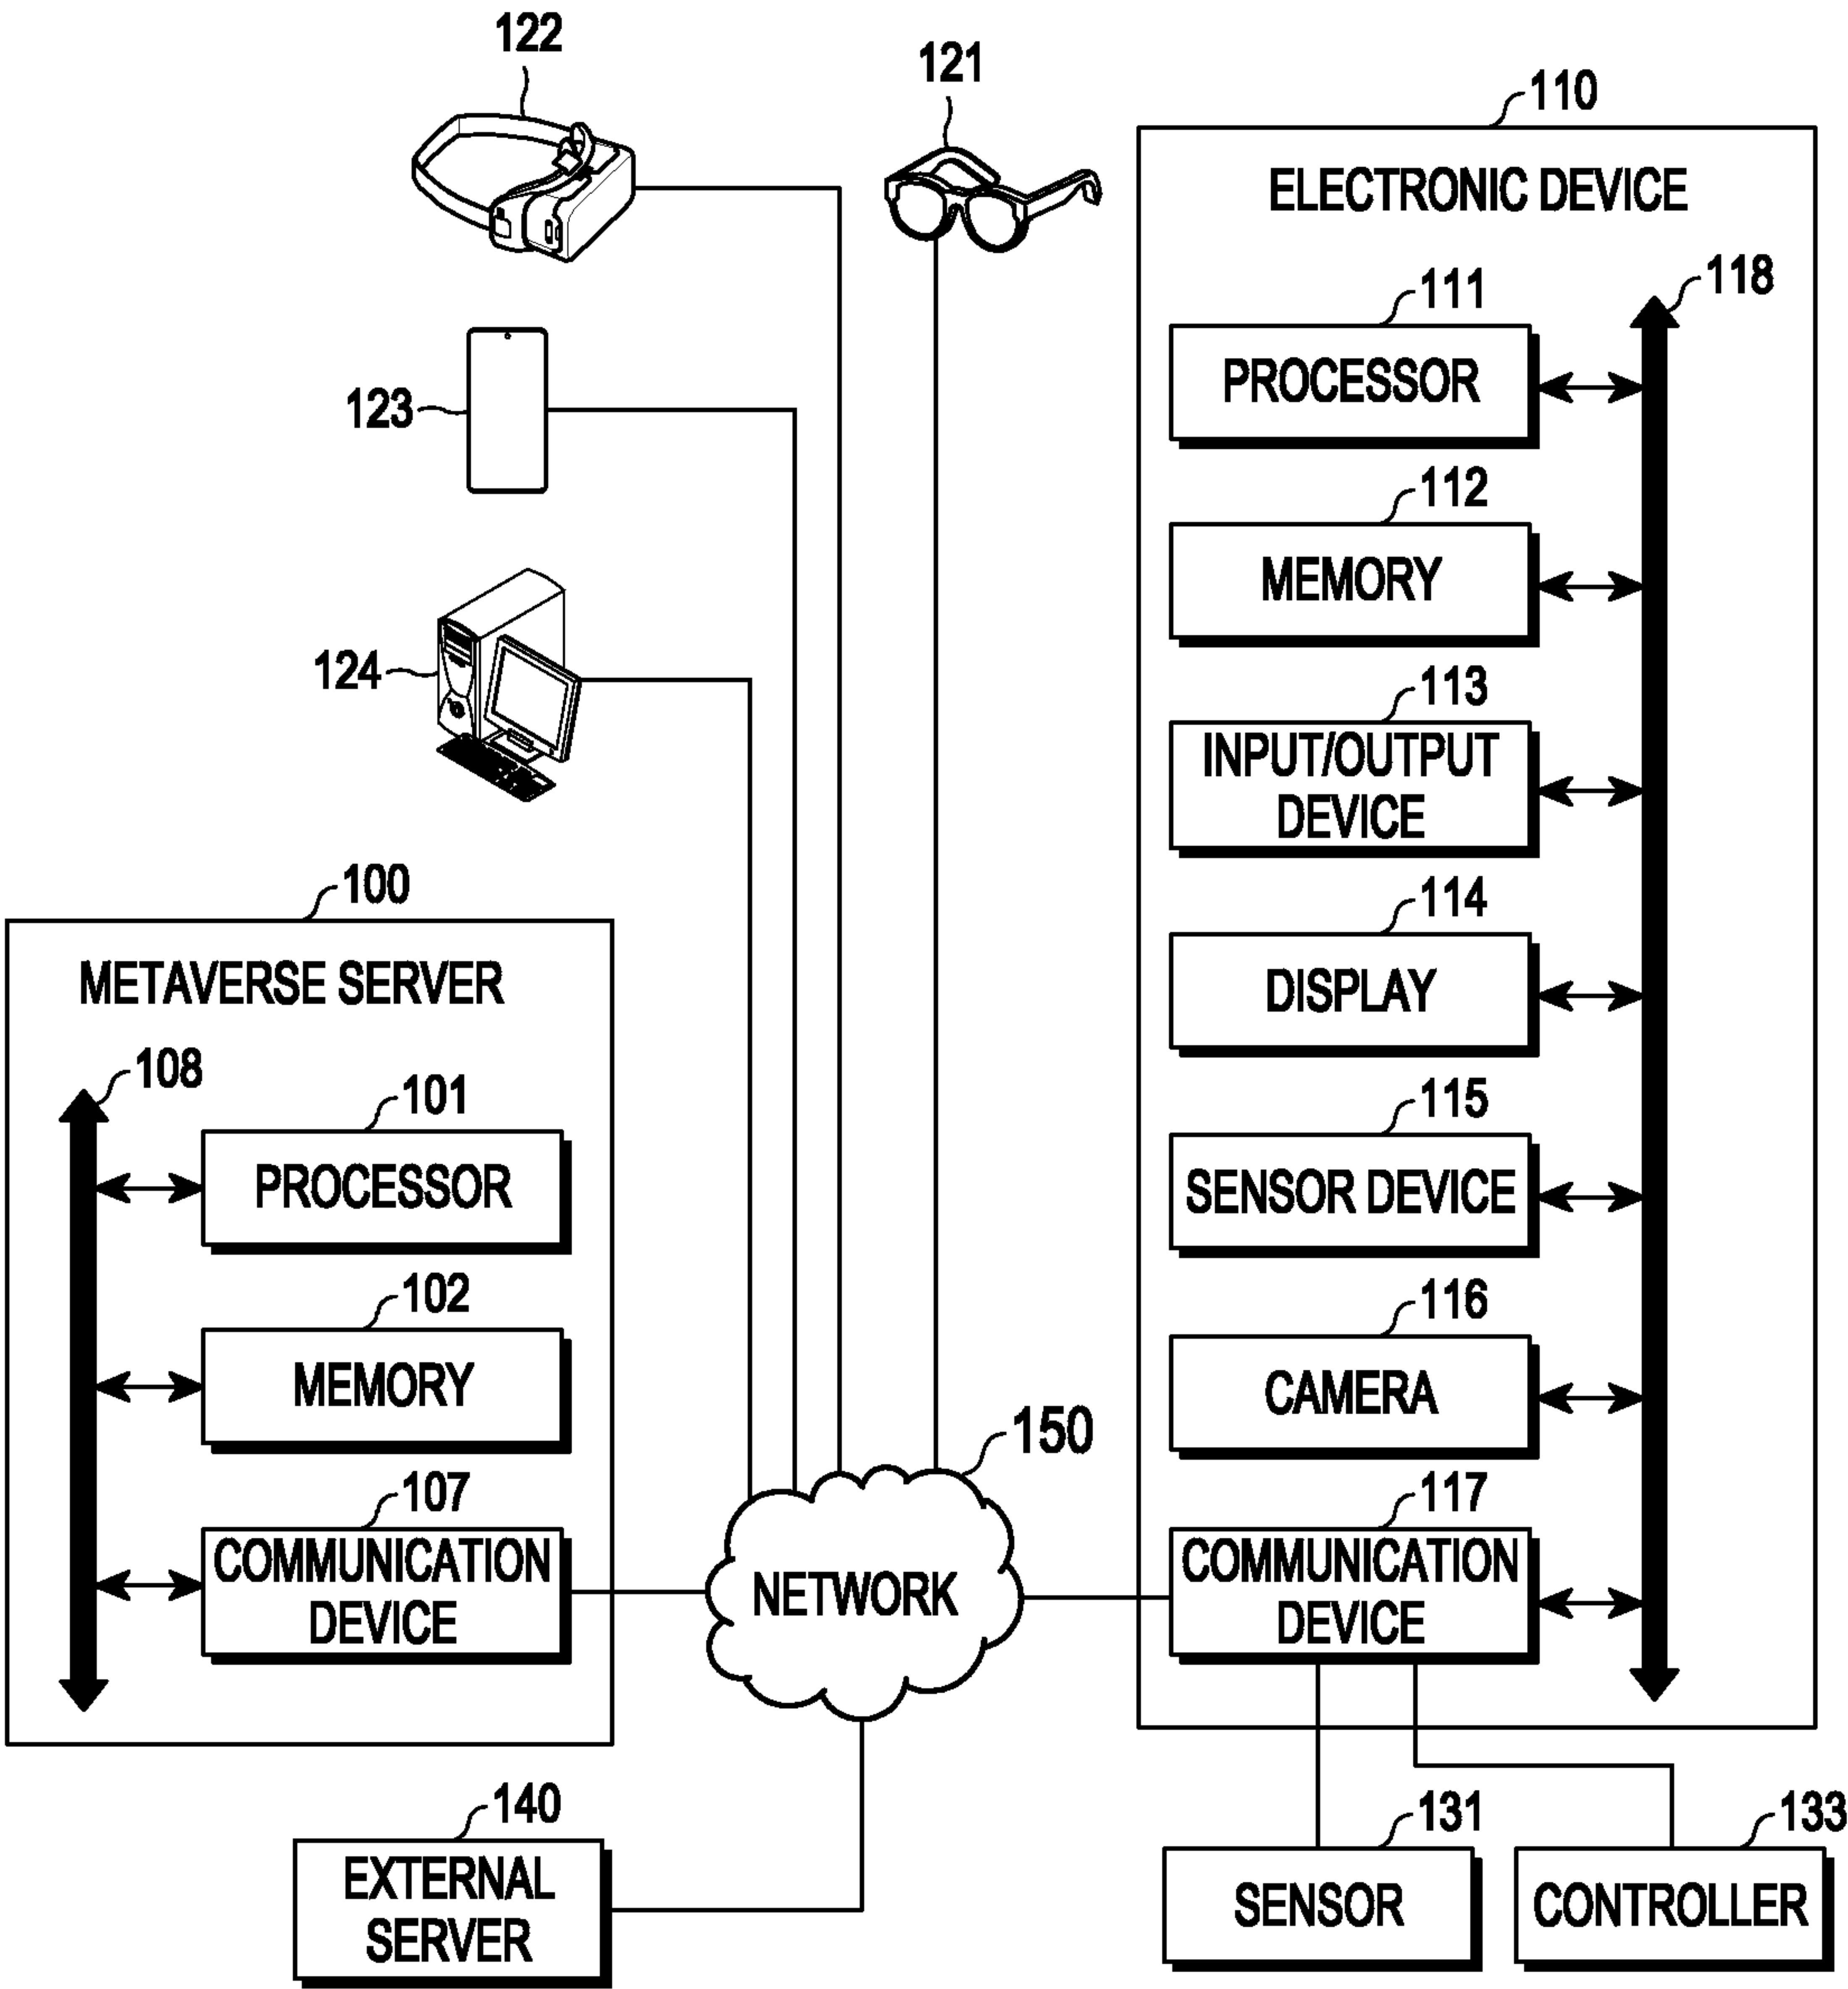 122
121
110
ELECTRONIC DEVICE
118
111
PROCESSOR
123
112
MEMORY
124
113
INPUT/OUTPUT
DEVICE
100
METAVERSE SERVER
114
DISPLAY
108
101
PROCESSOR
115
SENSOR DEVICE
102
MEMORY
116
CAMERA
150
107
COMMUNICATION
DEVICE
NETWORK
117
COMMUNICATION
DEVICE
140
EXTERNAL
SERVER
131
SENSOR
133
CONTROLLER